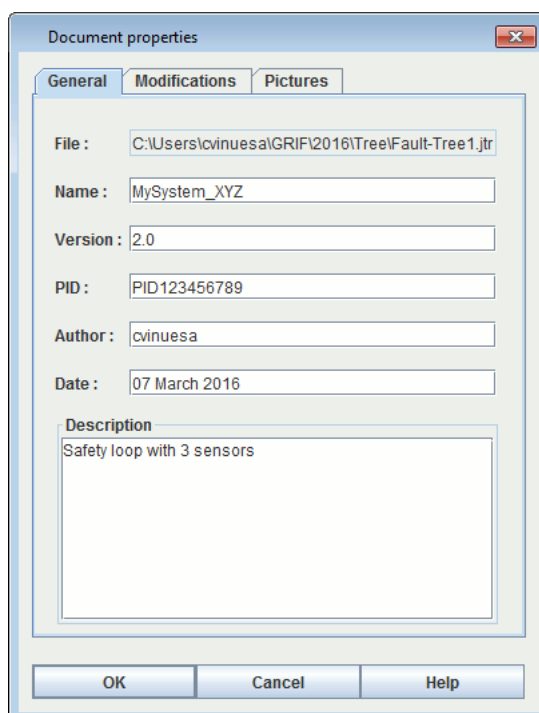 Document properties
General Modifications Pictures
File : C:\Users\cvinuesa\GRIF\2016\Tree\Fault-Tree1.jtr
Name : MySystem_XYZ
Version : 2.0
PID : PID123456789
Author : cvinuesa
Date : 07 March 2016
Description
Safety loop with 3 sensors
OK Cancel Help